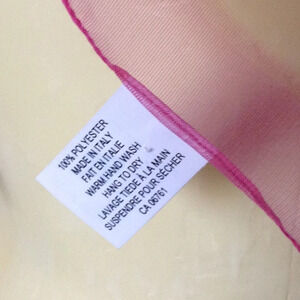 100% POLYESTER
MADE IN ITALY
FAIT EN ITALIE
WARM HAND WASH
HANG TO DRY
LAVAGE TIEDE À LA MAIN
SUSPENDRE POUR SÉCHER
CA 06761